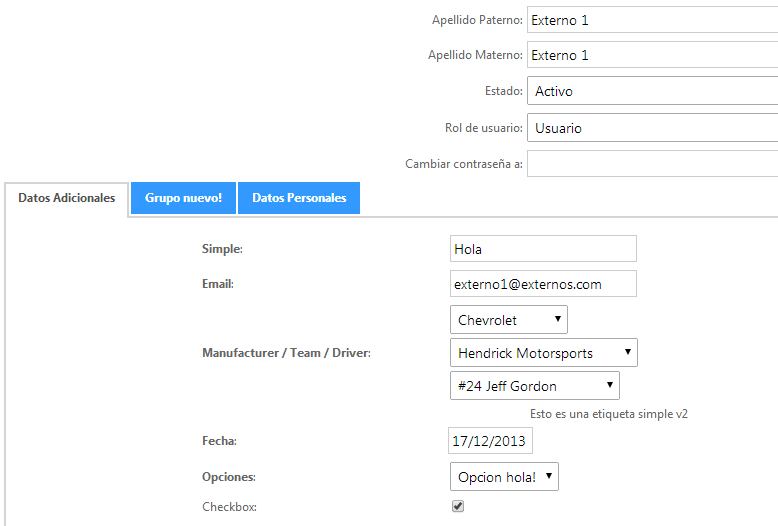 Apellido Paterno: Externo 1
Apellido Materno: Externo 1
Estado: Activo
Rol de usuario: Usuario
Cambiar contraseña a:
Datos Adicionales Grupo nuevo! Datos Personales
Simple: Hola
Email: externo1@externos.com
Chevrolet
Manufacturer / Team / Driver: Hendrick Motorsports
#24 Jeff Gordon
Esto es una etiqueta simple v2
Fecha: 17/12/2013
Opciones: Opcion hola!
Checkbox: